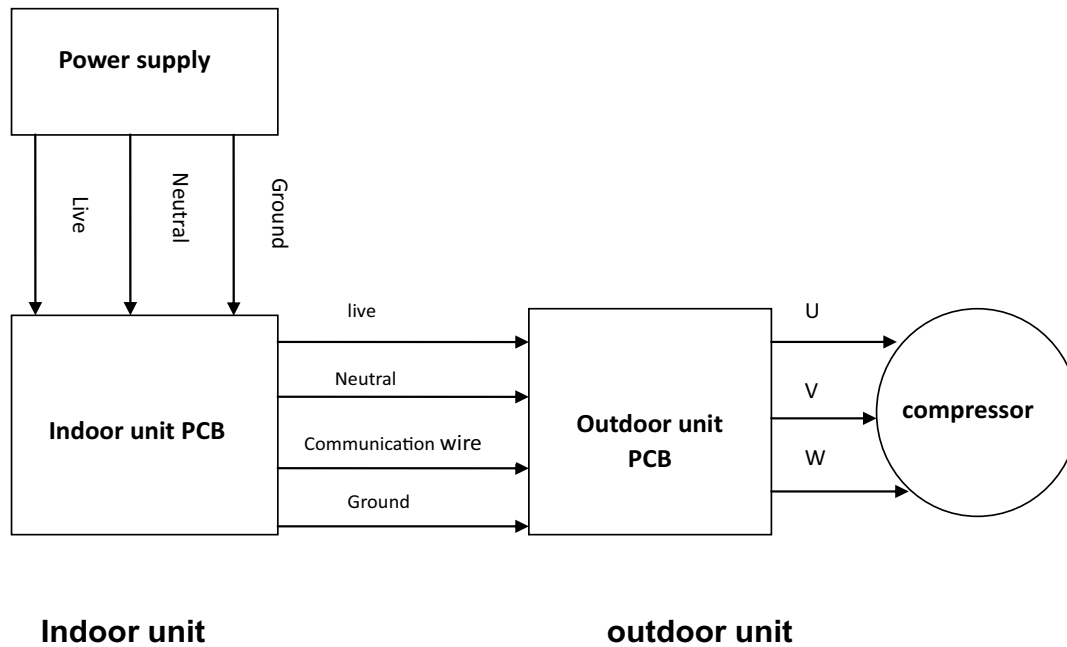 Power supply
Live
Neutral
Ground
live
Neutral
Communication wire
Ground
Indoor unit PCB
Outdoor unit
PCB
U
V
W
compressor
Indoor unit
outdoor unit